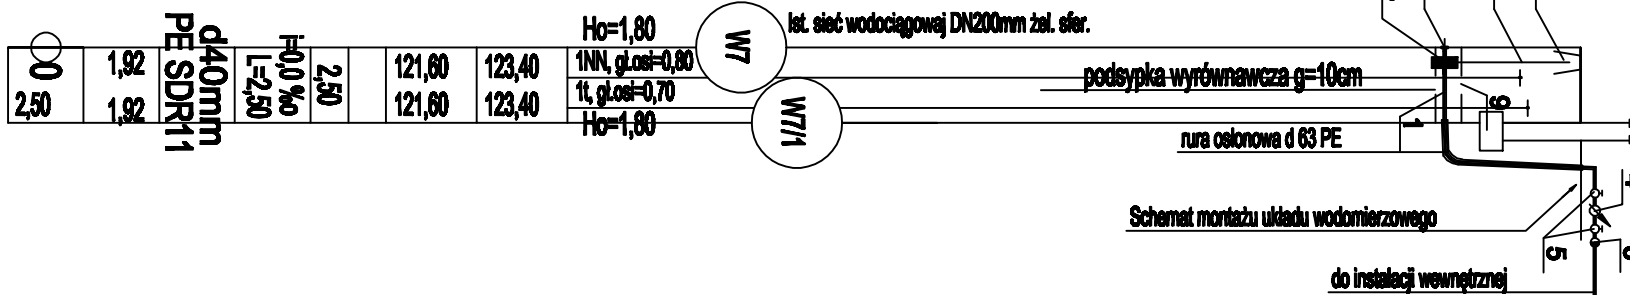 Ho=1,80
Ist. sieć wodociągowaj DN200mm żel. sfer.
W7
1NN, gł.osi=0,80
1t, gł.osi=0,70
Ho=1,80
W7/1
0
2,50
1,92
1,92
d40mm
PE SDR11
i=0,0 ‰
L=2,50
2,50
121,60
121,60
123,40
123,40
podsypka wyrównawcza g=10cm
9
1
rura osłonowa d 63 PE
Schemat montażu układu wodomierzowego
5
do instalacji wewnętrznej